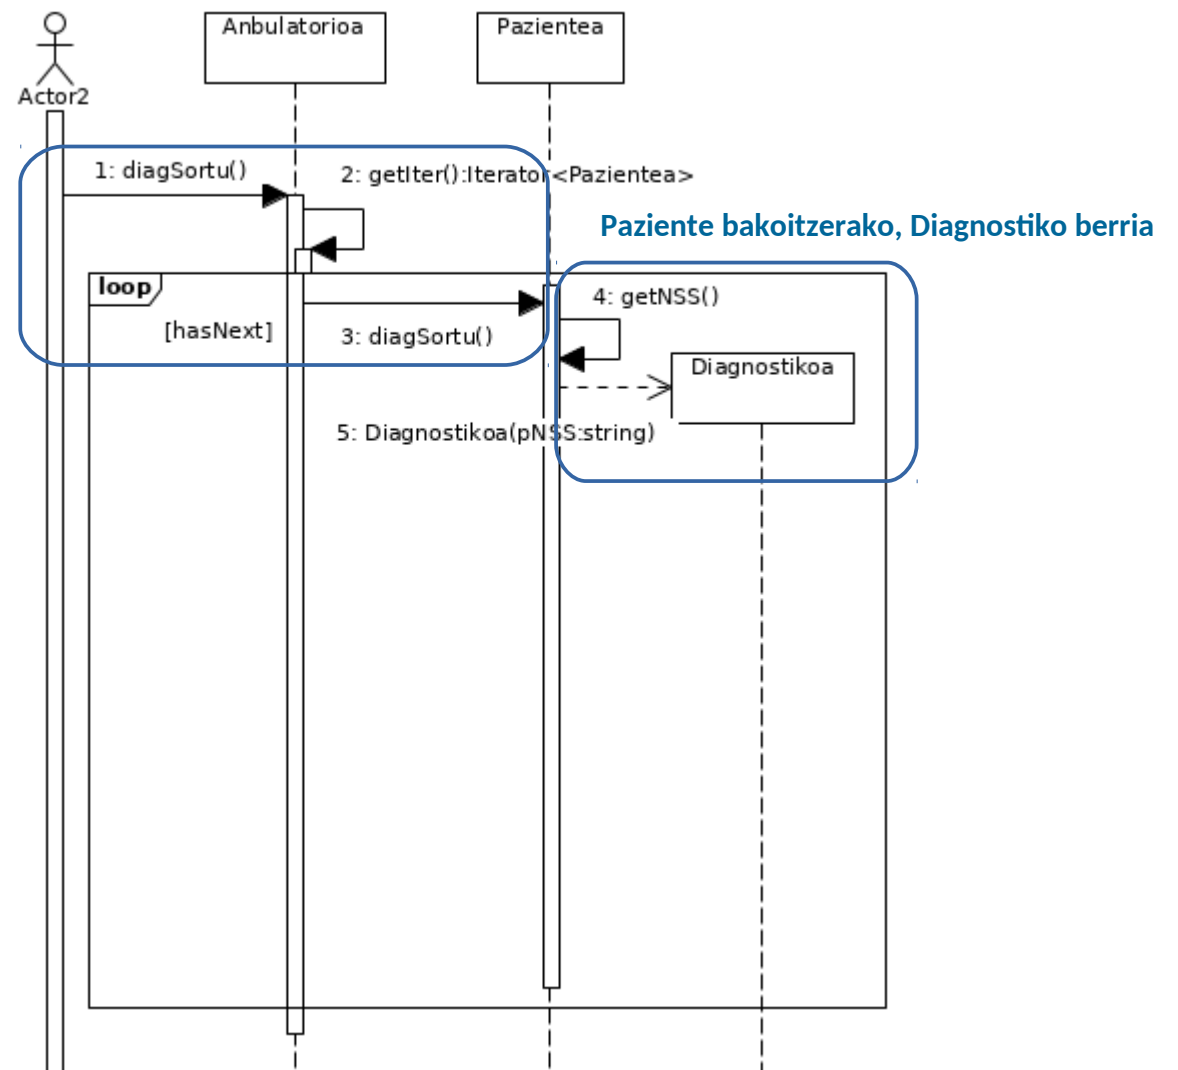 Anbulatorioa
Pazientea
Actor2
1: diagSortu()
2: getIter():Iterator<Pazientea>
Paziente bakoitzerako, Diagnostiko berria
loop
[hasNext]
3: diagSortu()
4: getNSS()
Diagnostikoa
5: Diagnostikoa(pNSS:string)